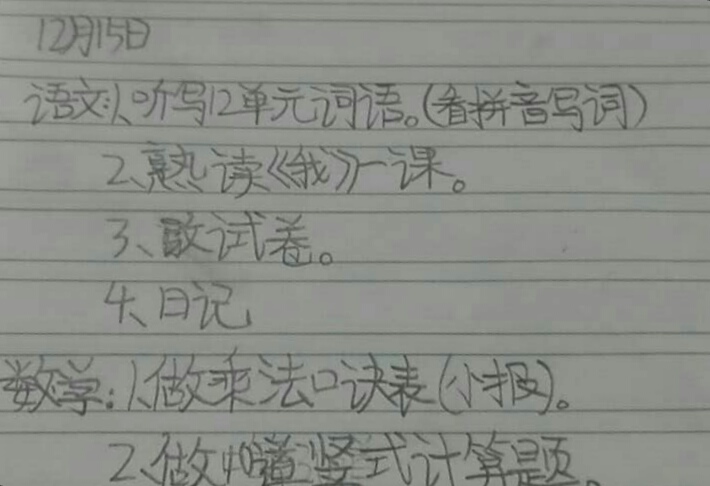 12月15日
语文:1、听写12单元词语。(看拼音写词)
2、熟读《我》一课。
3、改试卷。
4、日记
数学:1、做乘法口诀表(小报)。
2、做40道竖式计算题。